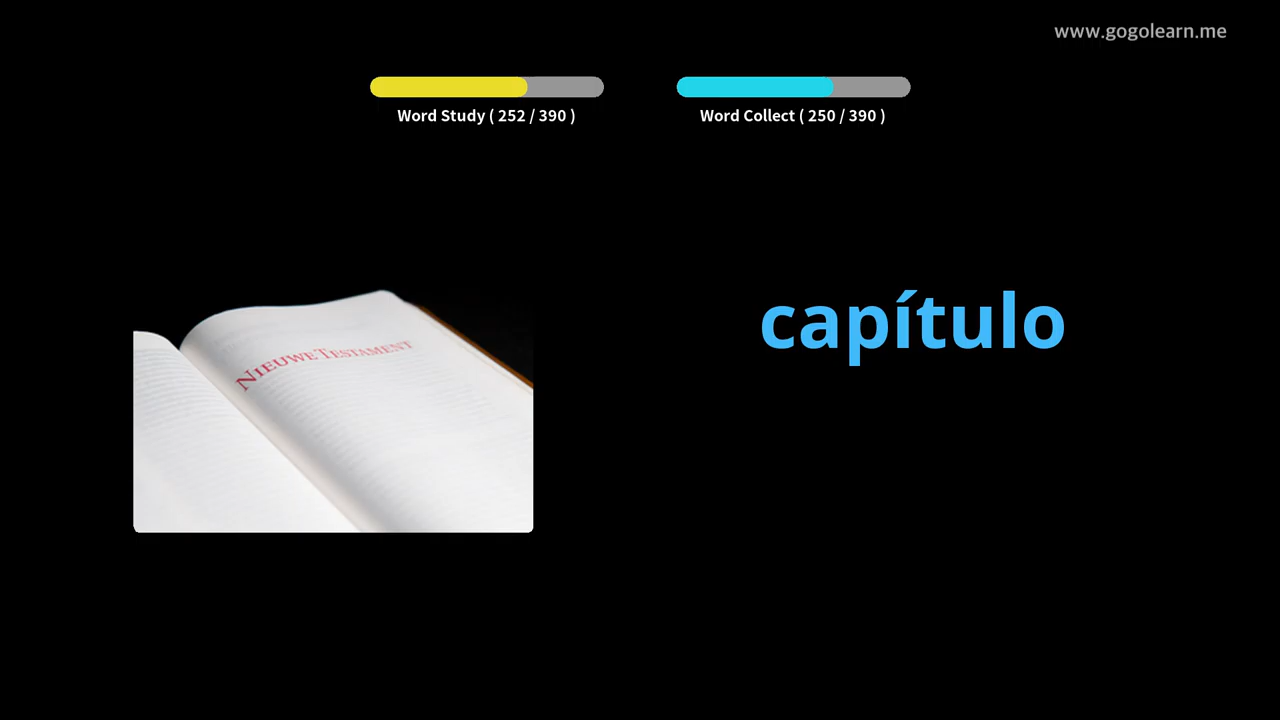 www.gogolearn.me
Word Study ( 252 / 390 )
Word Collect ( 250 / 390 )
capítulo
NIEUWE TESTAMENT